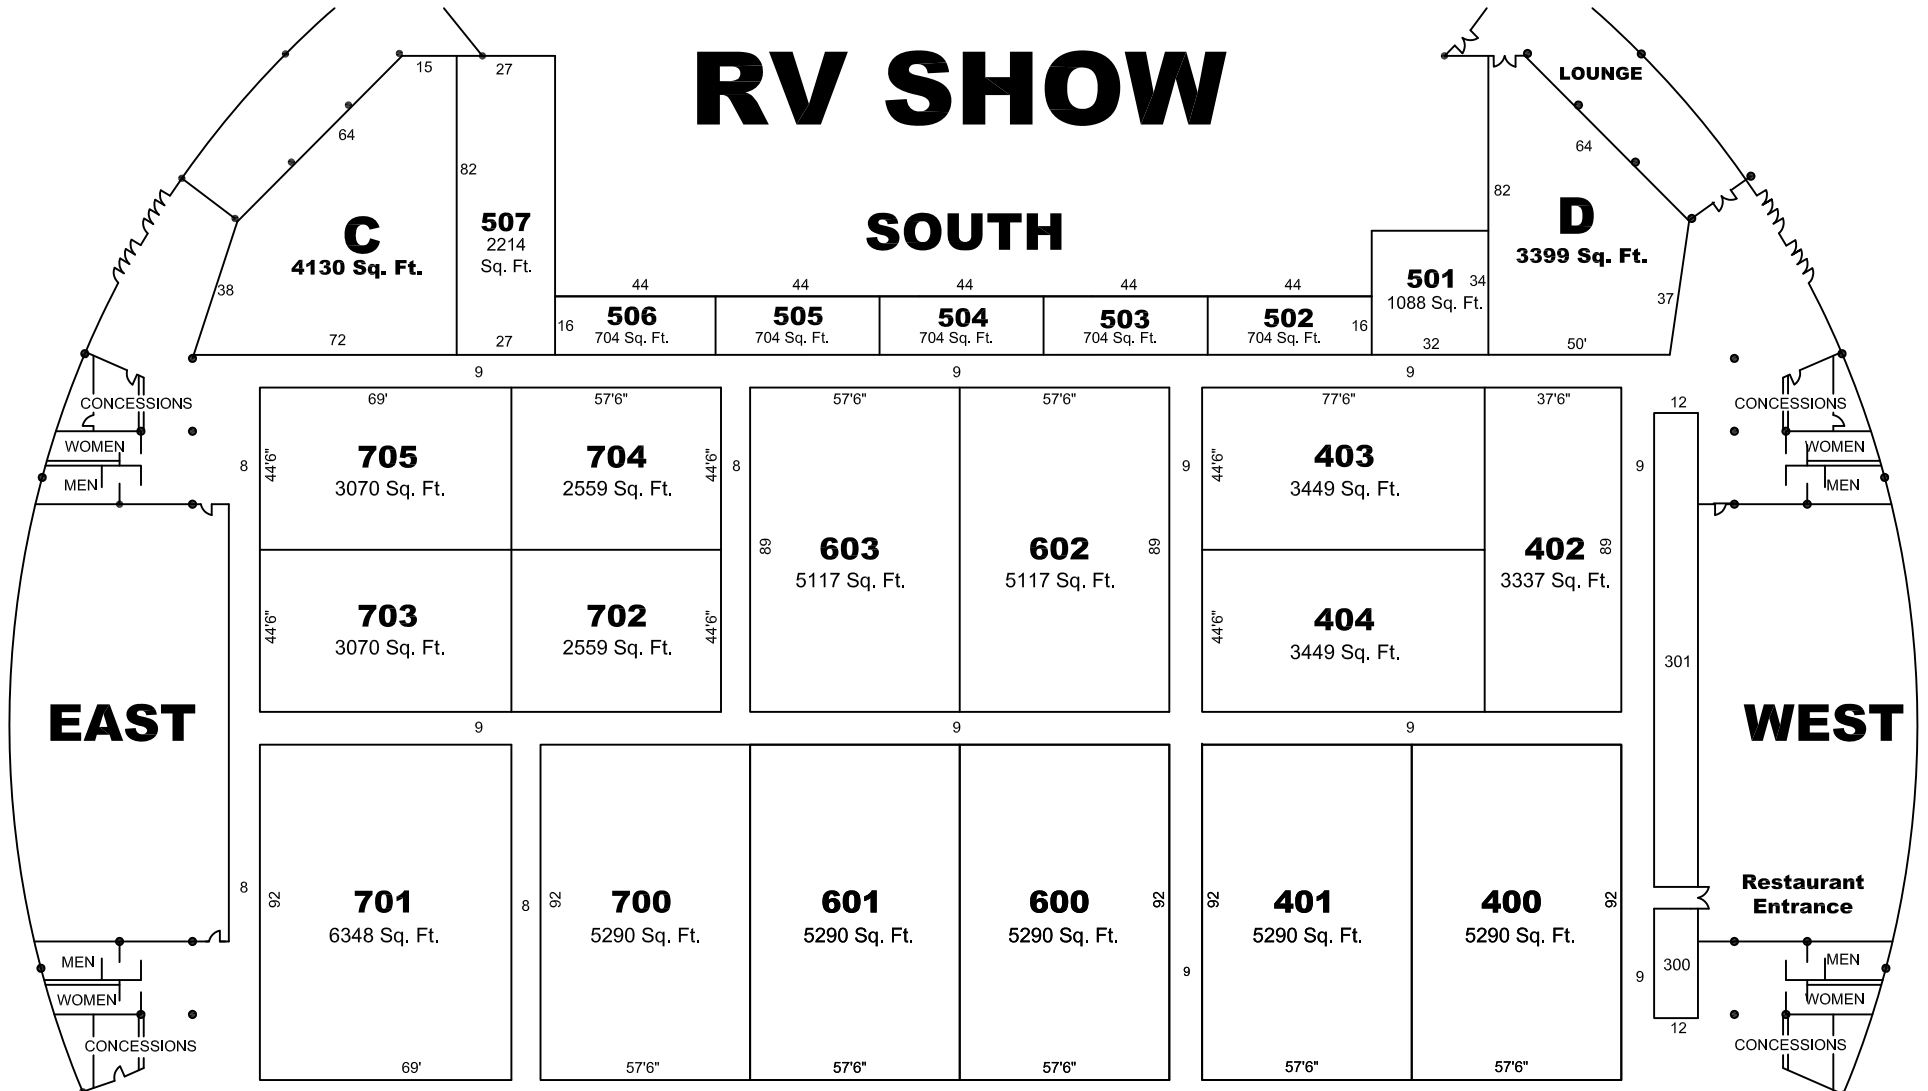 RV SHOW
SOUTH
LOUNGE
15
27
64
82
C
4130 Sq. Ft.
38
72
507
2214
Sq. Ft.
27
44
44
44
44
16
506
704 Sq. Ft.
505
704 Sq. Ft.
504
704 Sq. Ft.
503
704 Sq. Ft.
502
704 Sq. Ft.
16
501
34
1088 Sq. Ft.
32
82
64
D
3399 Sq. Ft.
37
50'
9
9
9
CONCESSIONS
WOMEN
MEN
8
69'
57'6"
44'6"
705
3070 Sq. Ft.
704
2559 Sq. Ft.
44'6"
8
44'6"
703
3070 Sq. Ft.
702
2559 Sq. Ft.
44'6"
57'6"
57'6"
89
603
5117 Sq. Ft.
602
5117 Sq. Ft.
89
9
77'6"
37'6"
44'6"
403
3449 Sq. Ft.
44'6"
404
3449 Sq. Ft.
402
3337 Sq. Ft.
89
9
12
301
CONCESSIONS
WOMEN
MEN
EAST
WEST
9
9
9
8
92
701
6348 Sq. Ft.
69'
8
92
700
5290 Sq. Ft.
57'6"
601
5290 Sq. Ft.
57'6"
600
5290 Sq. Ft.
57'6"
92
9
92
401
5290 Sq. Ft.
57'6"
400
5290 Sq. Ft.
57'6"
92
9
300
12
Restaurant
Entrance
MEN
WOMEN
CONCESSIONS
MEN
WOMEN
CONCESSIONS